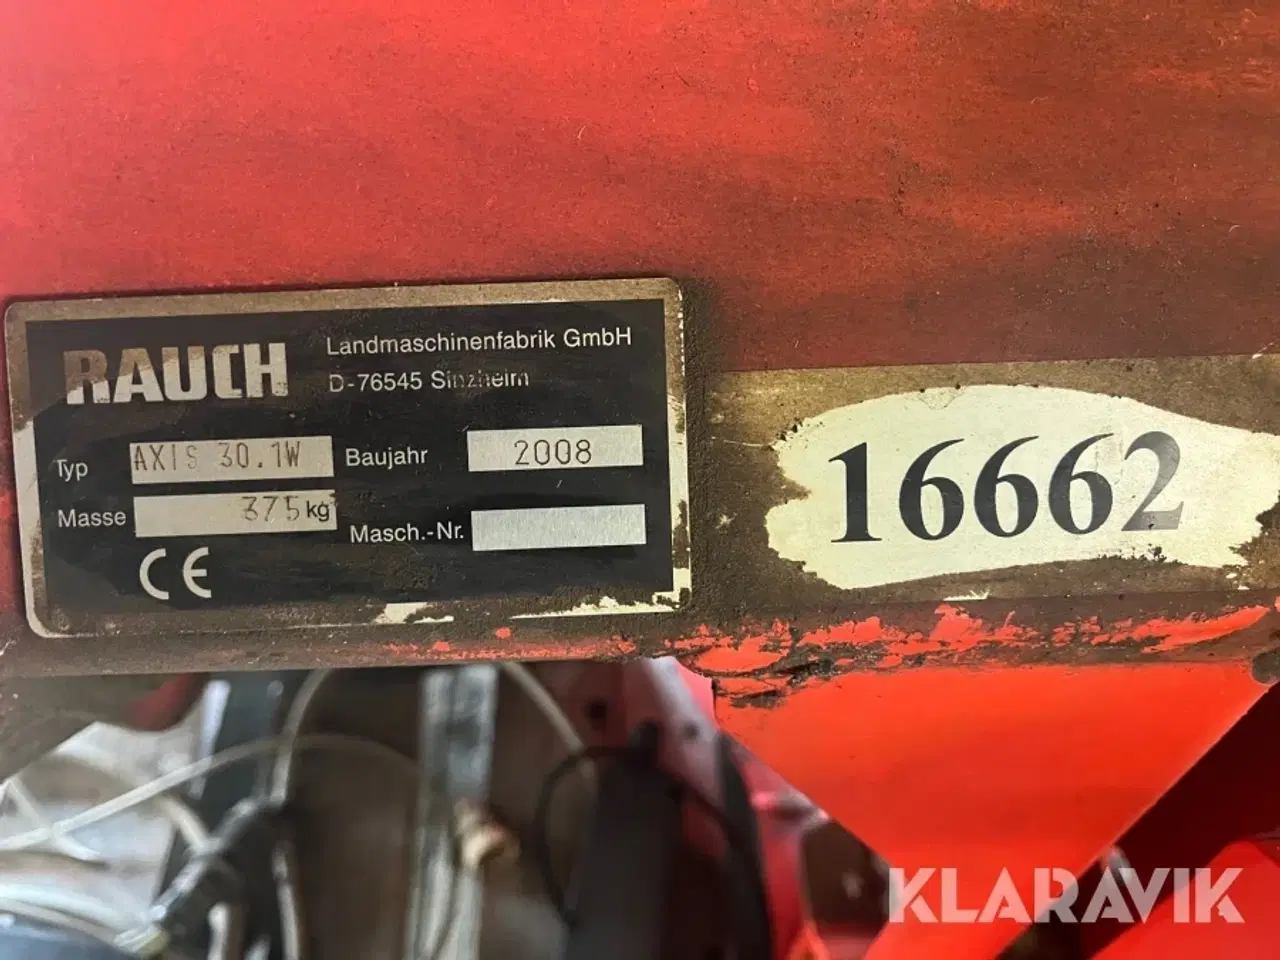 RAUCH
Landmaschinenfabrik GmbH
D-76545 Sinzheim
Typ AXIS 30.1W Baujahr 2008
Masse 375 kg Masch.-Nr.
CE
16662
KLARAVIK